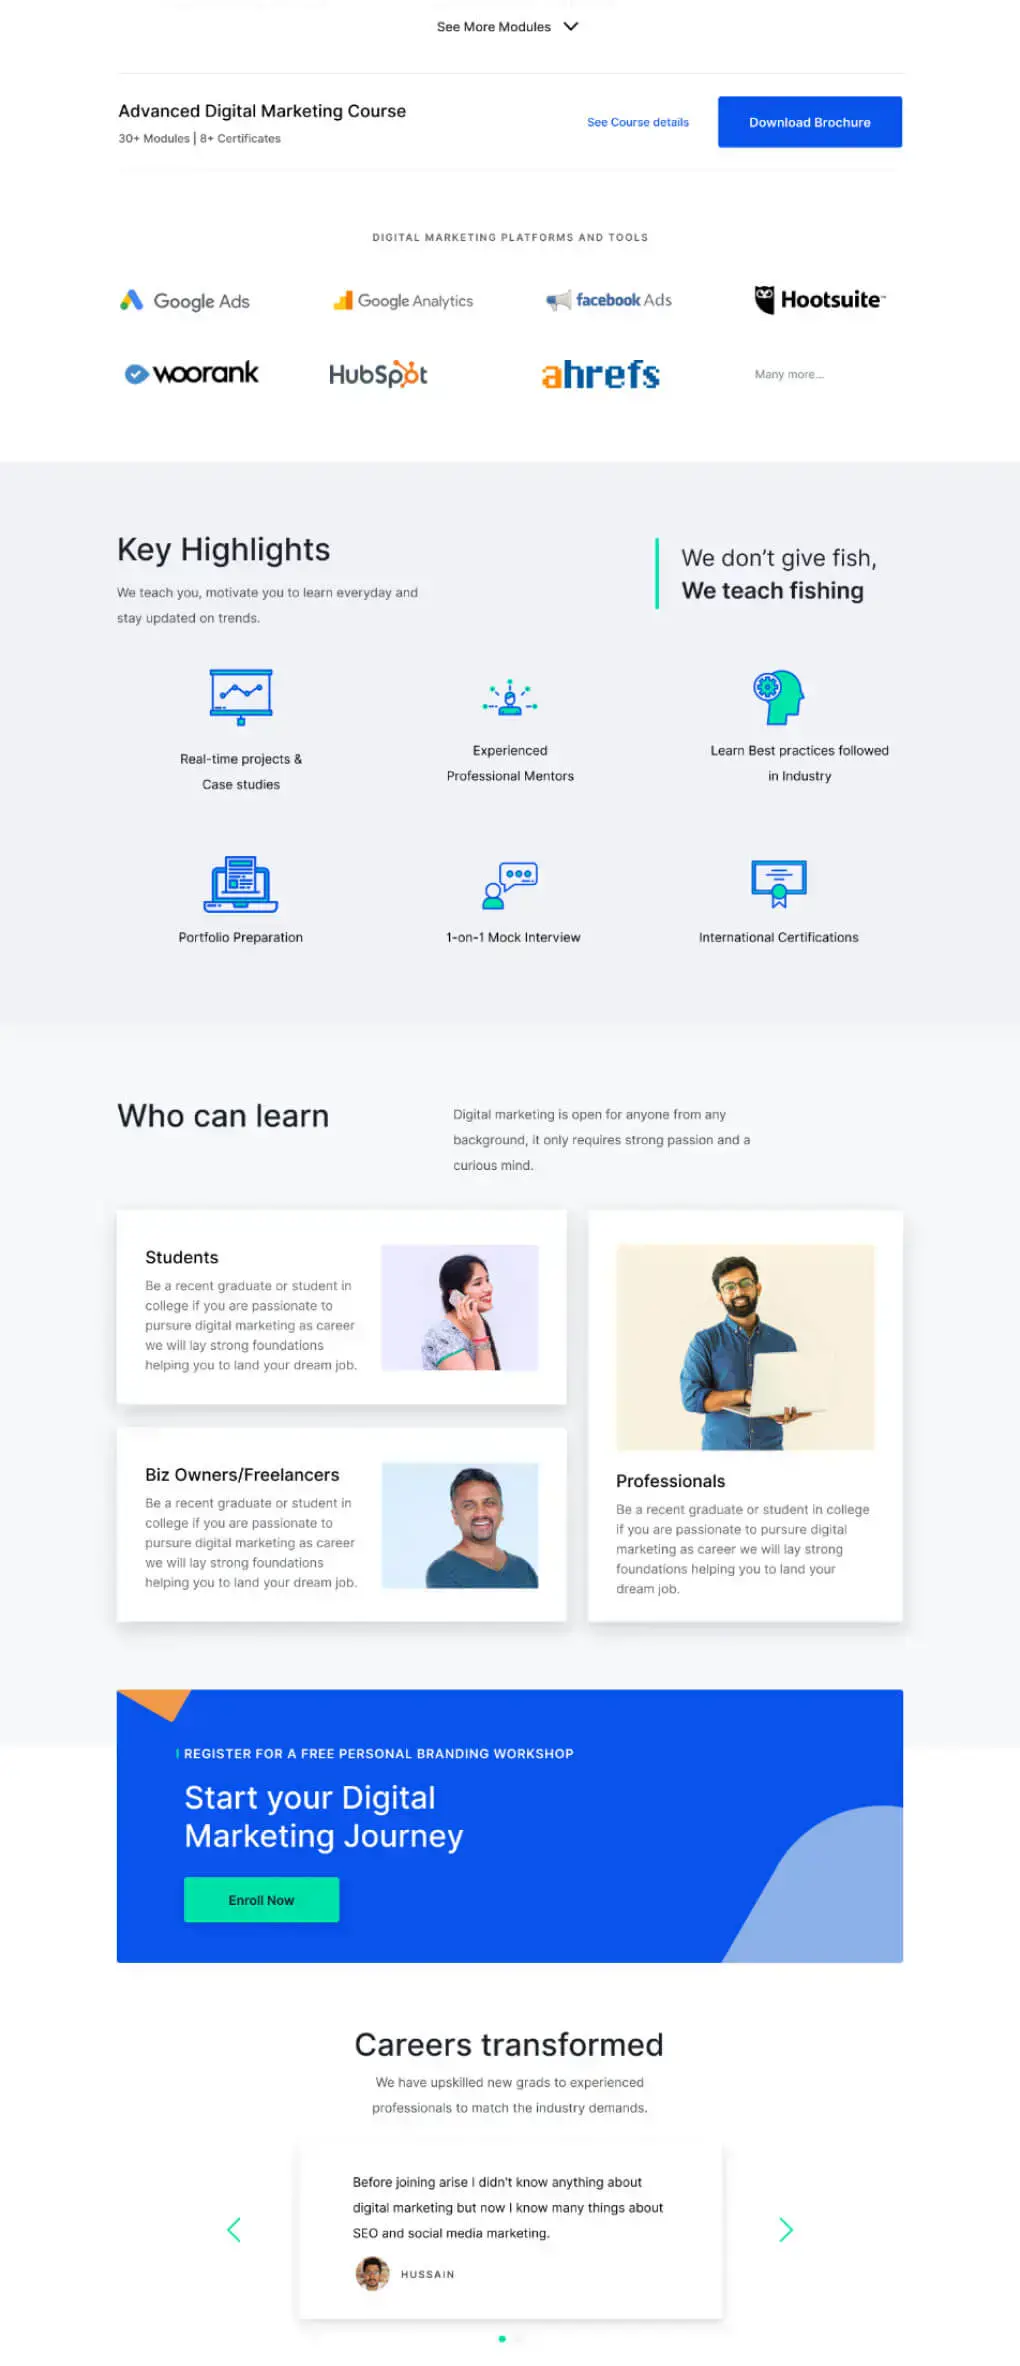 See More Modules
Advanced Digital Marketing Course
30+ Modules | 8+ Certificates
See Course details
Download Brochure
DIGITAL MARKETING PLATFORMS AND TOOLS
Google Ads
Google Analytics
facebook Ads
Hootsuite™
woorank
HubSpot
ahrefs
Many more...
Key Highlights
We teach you, motivate you to learn everyday and
stay updated on trends.
We don't give fish,
We teach fishing
Real-time projects &
Case studies
Experienced
Professional Mentors
Learn Best practices followed
in Industry
Portfolio Preparation
1-on-1 Mock Interview
International Certifications
Who can learn
Digital marketing is open for anyone from any
background, it only requires strong passion and a
curious mind.
Students
Be a recent graduate or student in
college if you are passionate to
pursure digital marketing as career
we will lay strong foundations
helping you to land your dream job.
Biz Owners/Freelancers
Be a recent graduate or student in
college if you are passionate to
pursure digital marketing as career
we will lay strong foundations
helping you to land your dream job.
Professionals
Be a recent graduate or student in college
if you are passionate to pursure digital
marketing as career we will lay strong
foundations helping you to land your
dream job.
REGISTER FOR A FREE PERSONAL BRANDING WORKSHOP
Start your Digital
Marketing Journey
Enroll Now
Careers transformed
We have upskilled new grads to experienced
professionals to match the industry demands.
Before joining arise I didn't know anything about
digital marketing but now I know many things about
SEO and social media marketing.
HUSSAIN